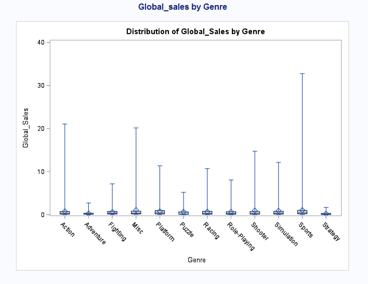 Global_sales by Genre
Distribution of Global_Sales by Genre
40
30
20
10
0
Global_Sales
Action
Adventure
Fighting
Misc
Platform
Puzzle
Racing
Role-Playing
Shooter
Simulation
Sports
Strategy
Genre